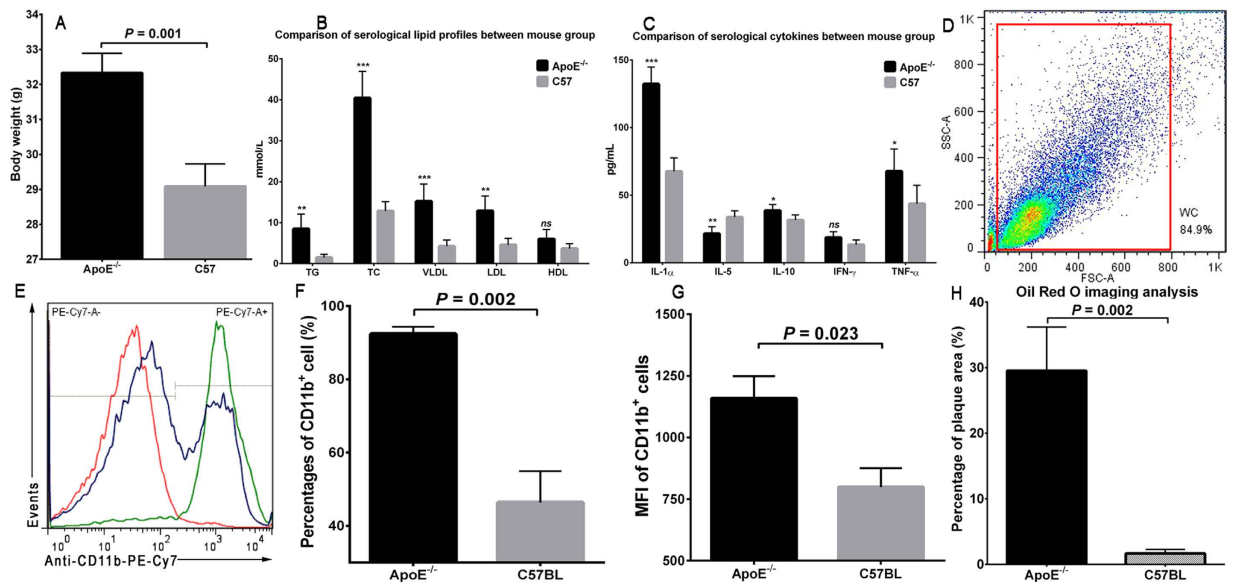 A
P = 0.001
Body weight (g)
34
33
32
31
30
29
28
27
ApoE-/-
C57
B
Comparison of serological lipid profiles between mouse group
ApoE-/-
C57
mmol/L
50
40
30
20
10
0
**
***
***
**
ns
TG
TC
VLDL
LDL
HDL
C
Comparison of serological cytokines between mouse group
ApoE-/-
C57
pg/mL
150
100
50
0
***
**
*
ns
*
IL-1α
IL-5
IL-10
IFN-γ
TNF-α
D
SSC-A
1K
800
600
400
200
0
WC
84.9%
0
200
400
600
800
1K
FSC-A
E
PE-Cy7-A-
PE-Cy7-A+
Events
10^0
10^1
10^2
10^3
10^4
Anti-CD11b-PE-Cy7
F
P = 0.002
Percentages of CD11b+ cell (%)
100
80
60
40
ApoE-/-
C57BL
G
P = 0.023
MFI of CD11b+ cells
1500
1250
1000
750
500
ApoE-/-
C57BL
H
Oil Red O imaging analysis
P = 0.002
Percentage of plaque area (%)
40
30
20
10
0
ApoE-/-
C57BL